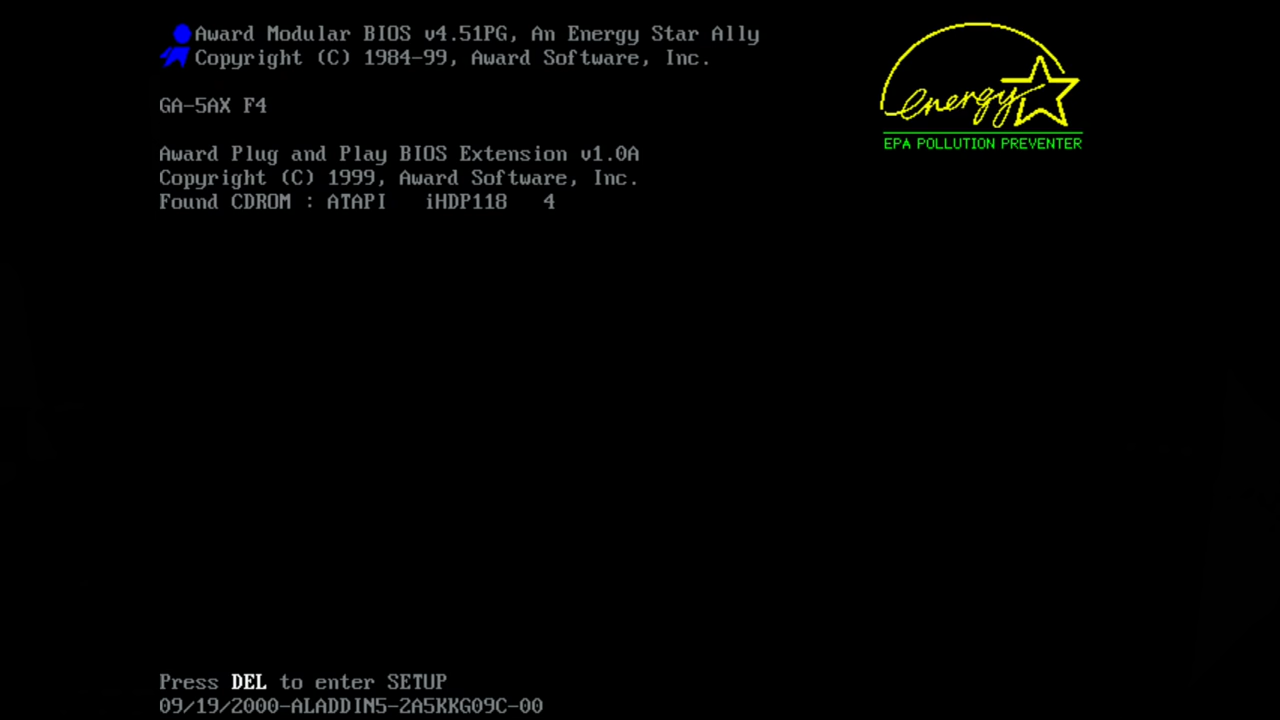 Award Modular BIOS v4.51PG, An Energy Star Ally
Copyright (C) 1984-99, Award Software, Inc.
energy
EPA POLLUTION PREVENTER
GA-5AX F4
Award Plug and Play BIOS Extension v1.0A
Copyright (C) 1999, Award Software, Inc.
Found CDROM : ATAPI   iHDP118   4
Press DEL to enter SETUP
09/19/2000-ALADDIN5-2A5KKG09C-00